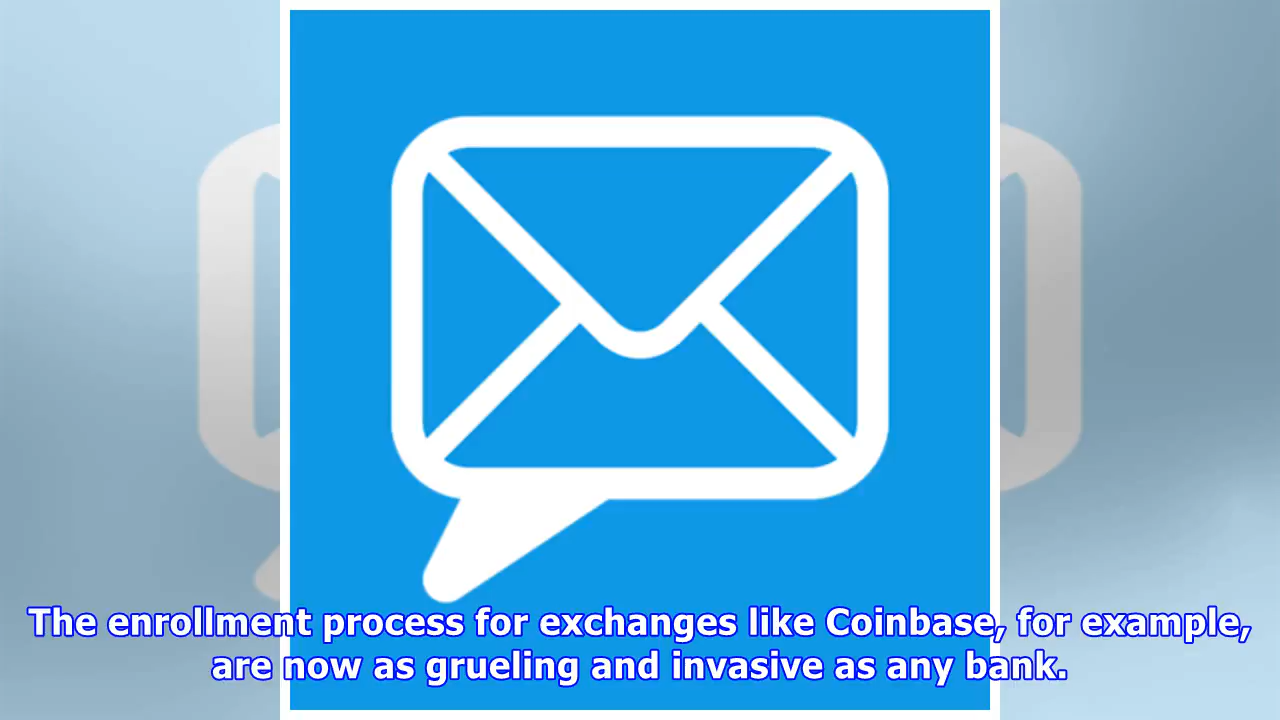 The enrollment process for exchanges like Coinbase, for example,
are now as grueling and invasive as any bank.